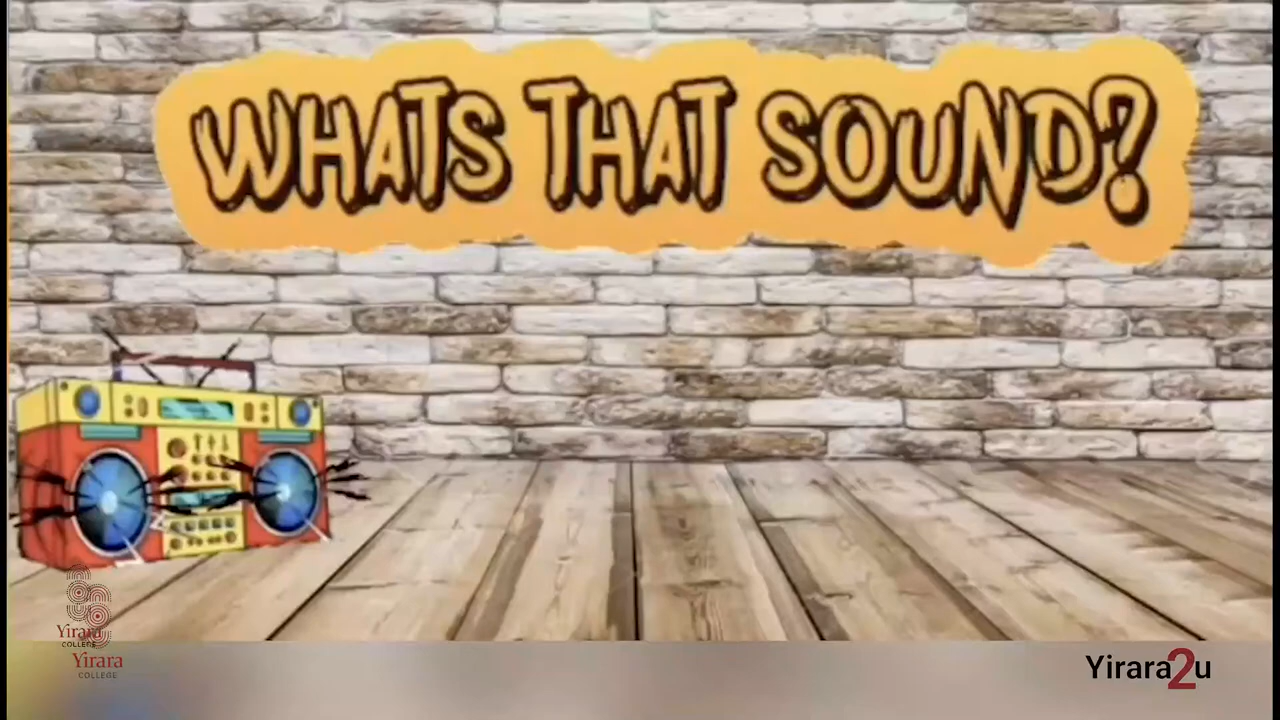 WHATS THAT SOUND?
Yirara
COLLEGE
Yirara
COLLEGE
Yirara2u